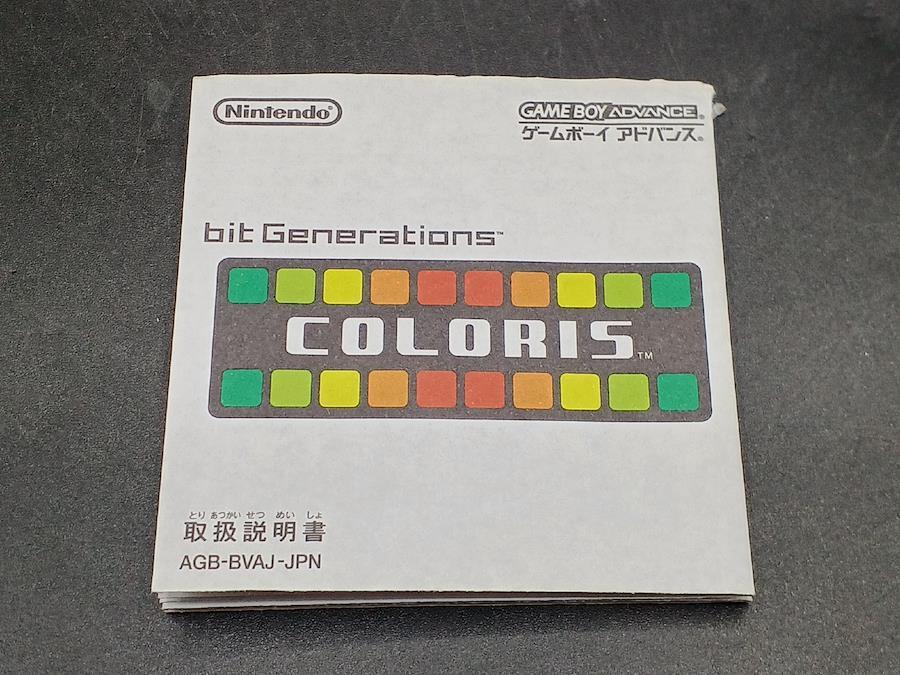 Nintendo®
GAME BOY ADVANCE®
ゲームボーイ アドバンス®
bit Generations™
COLORIS™
とり あつかい せつ めい しょ
取扱説明書
AGB-BVAJ-JPN